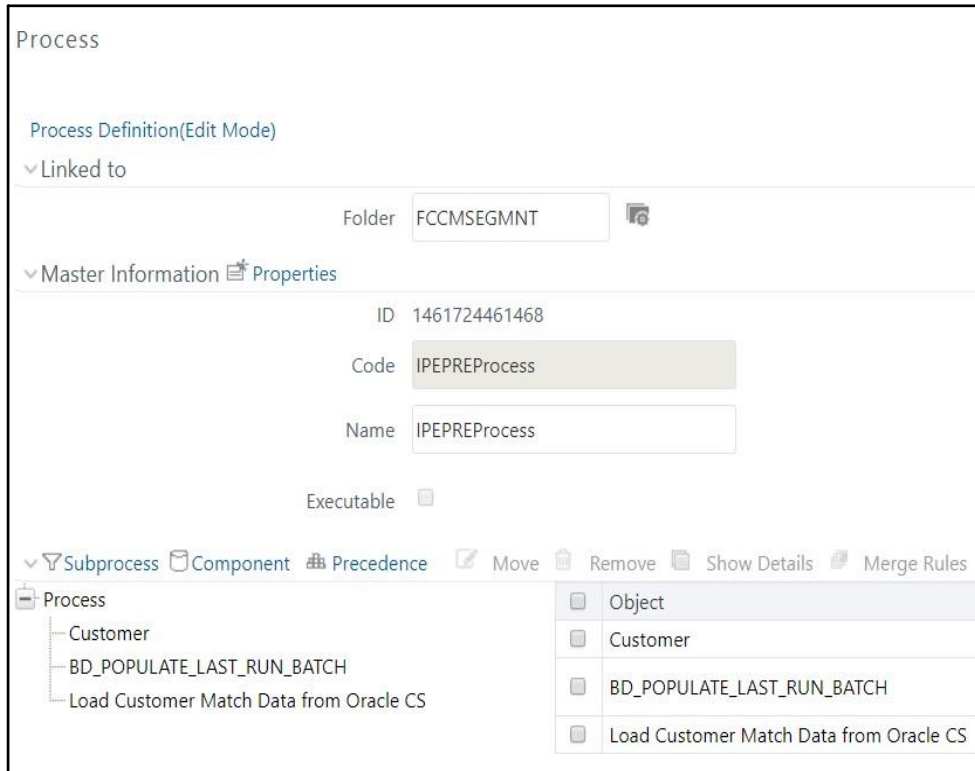 Process
Process Definition(Edit Mode)
Linked to
Folder FCCMSEGMNT
Master Information Properties
ID 1461724461468
Code IPEPREProcess
Name IPEPREProcess
Executable
Subprocess Component Precedence Move Remove Show Details Merge Rules
Process
Customer
BD_POPULATE_LAST_RUN_BATCH
Load Customer Match Data from Oracle CS
Object
Customer
BD_POPULATE_LAST_RUN_BATCH
Load Customer Match Data from Oracle CS